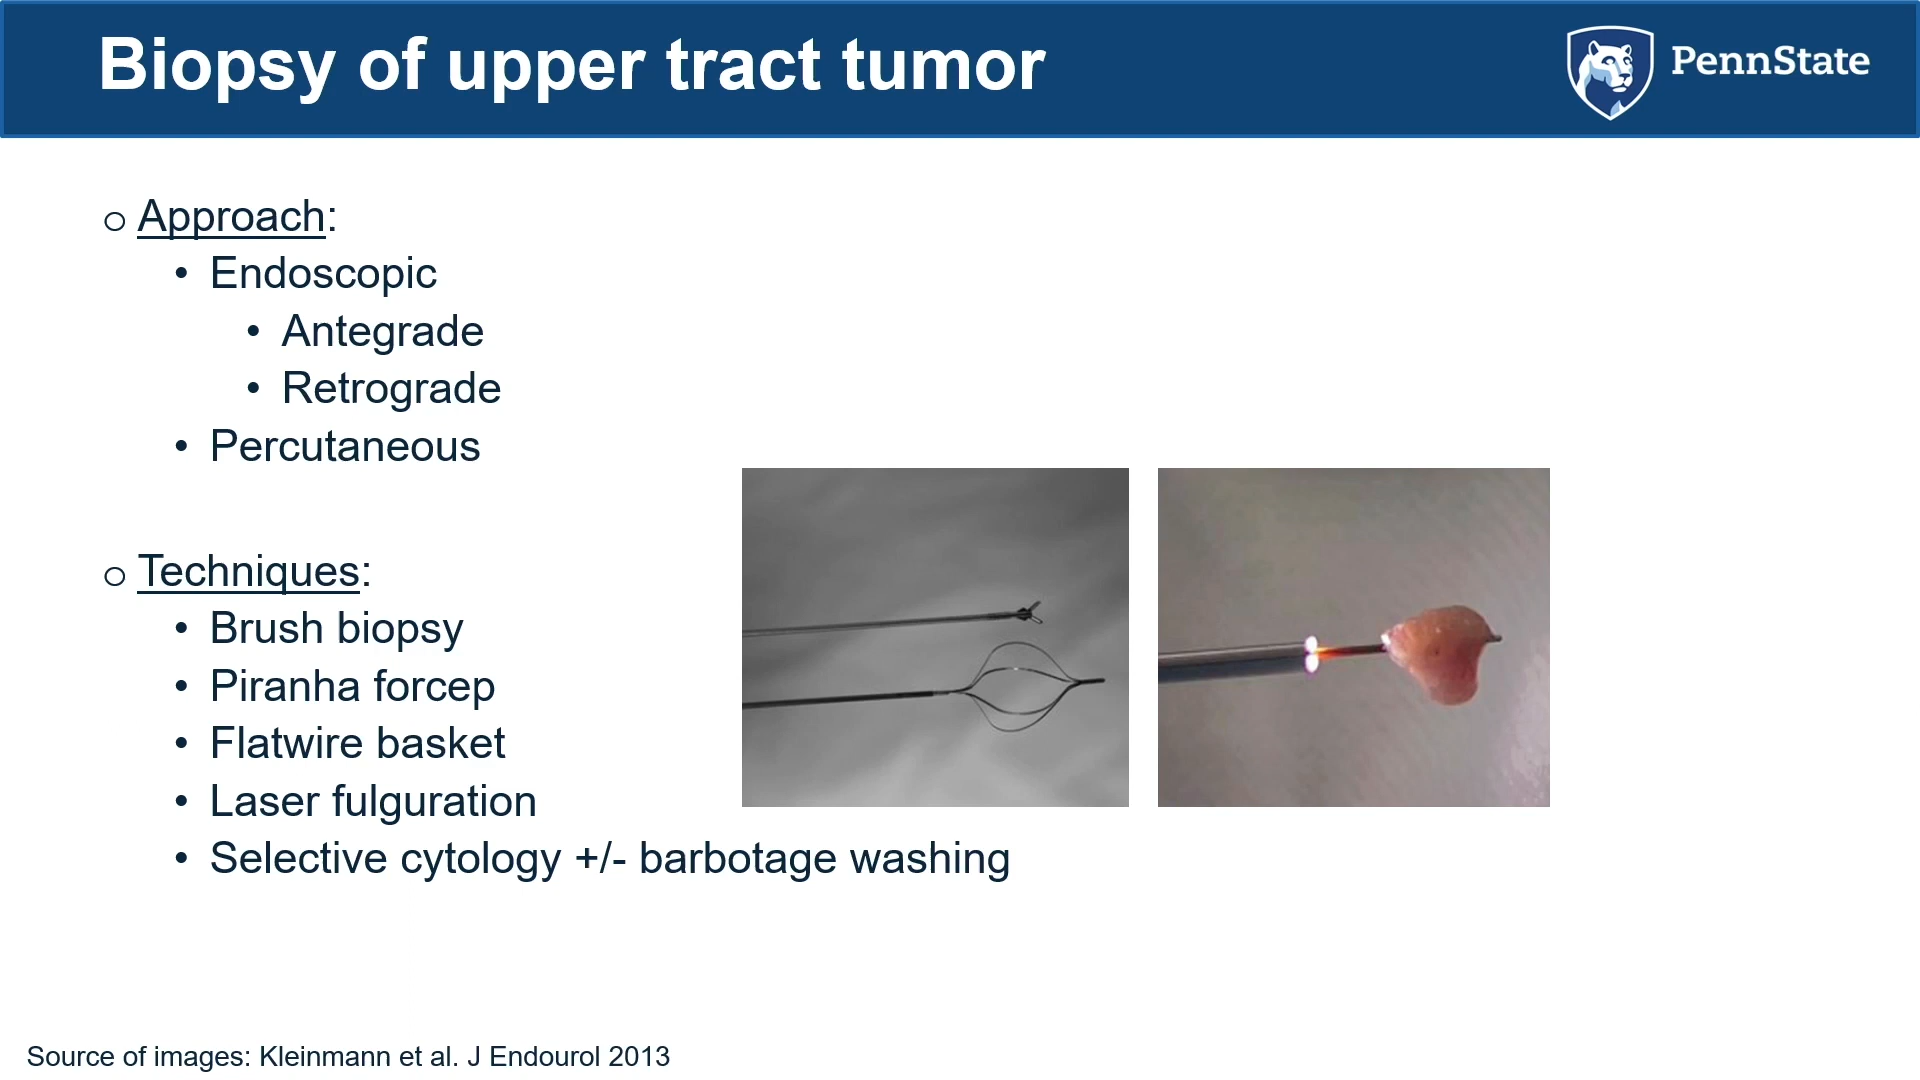 Biopsy of upper tract tumor
PennState
o Approach:
• Endoscopic
• Antegrade
• Retrograde
• Percutaneous
o Techniques:
• Brush biopsy
• Piranha forcep
• Flatwire basket
• Laser fulguration
• Selective cytology +/- barbotage washing
Source of images: Kleinmann et al. J Endourol 2013